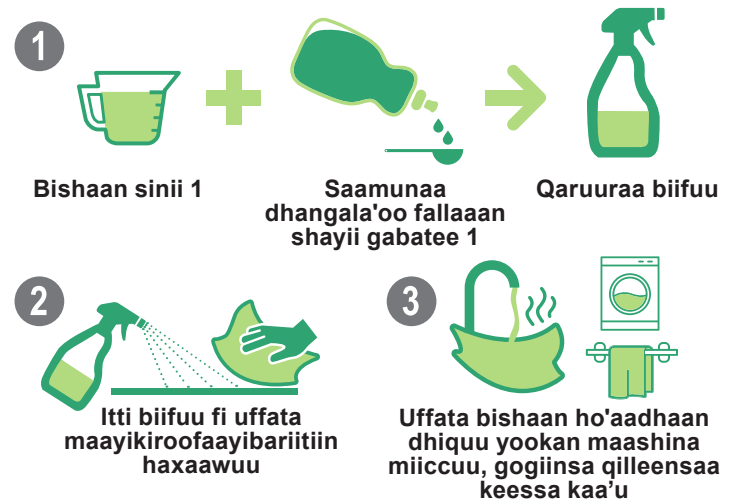 1
Bishaan sinii 1
Saamunaa
dhangala'oo fallaaan
shayii gabatee 1
Qaruuraa biifuu
2
Itti biifuu fi uffata
maayikiroofaayibariitiin
haxaawuu
3
Uffata bishaan ho'aadhaan
dhiquu yookan maashina
miiccuu, gogiinsa qilleensaa
keessa kaa’u